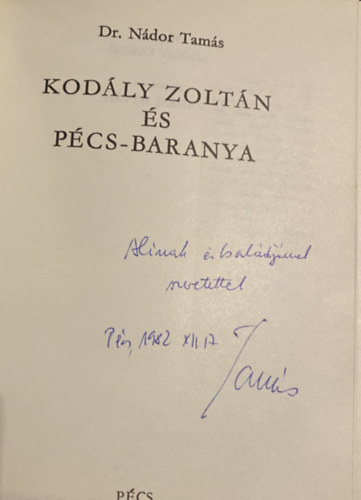 Dr. Nádor Tamás
KODÁLY ZOLTÁN
ÉS
PÉCS-BARANYA
Alinak és Családjának
szeretettel
Pécs, 1982 XII 17
Tamás
PÉCS